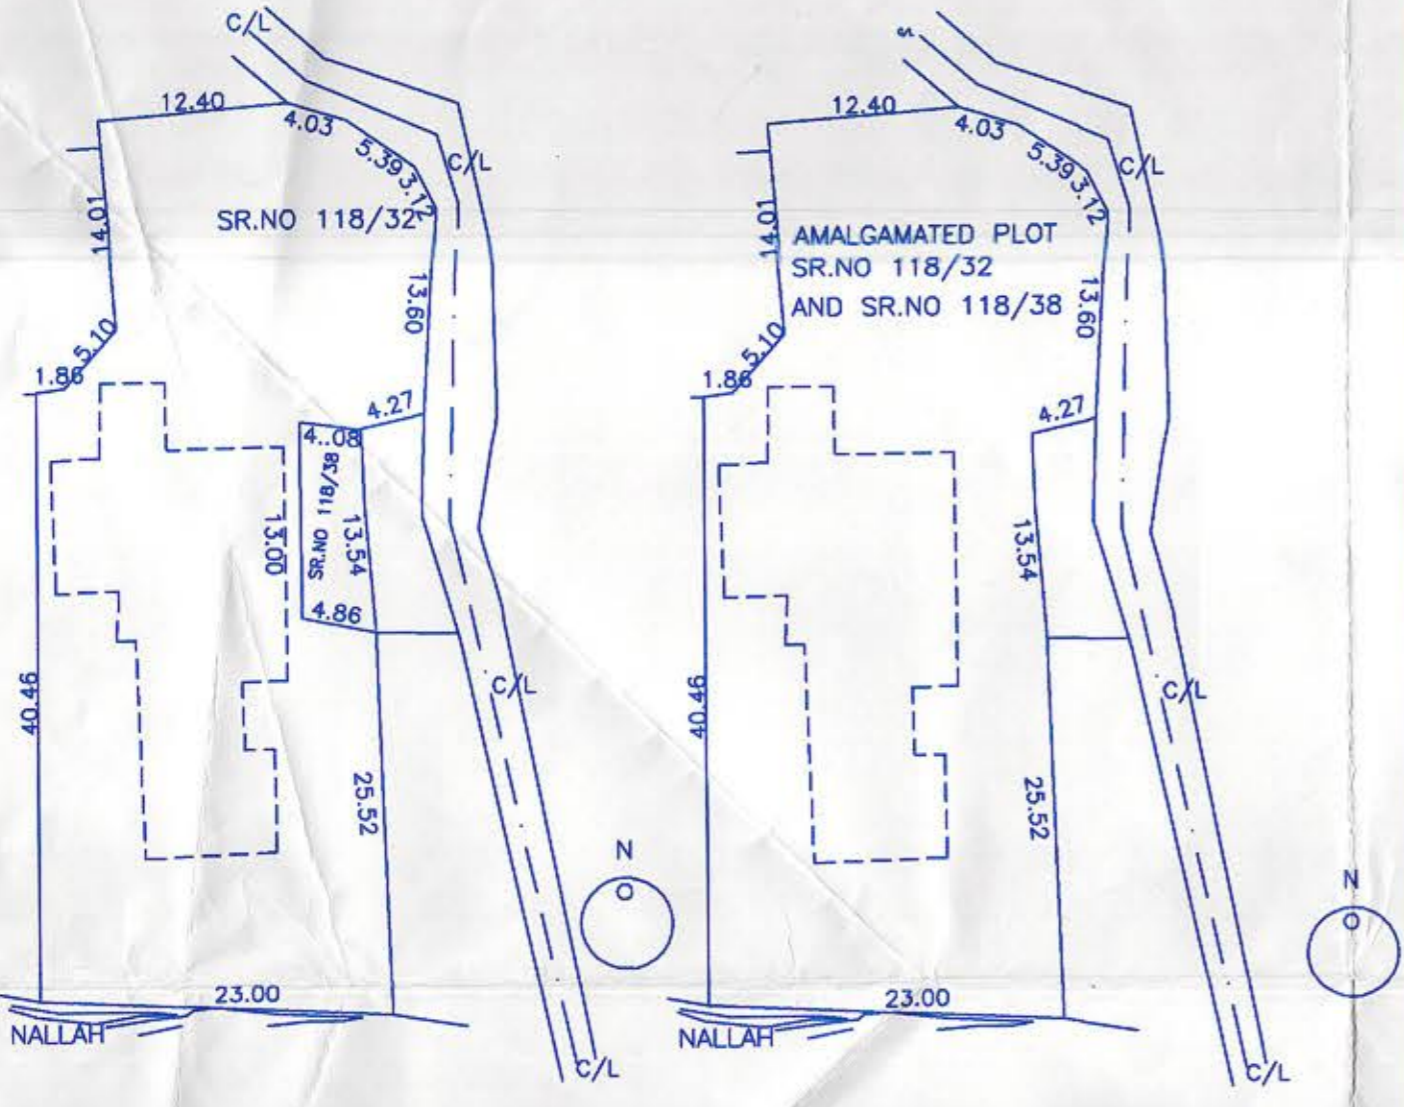 C/L
12.40
4.03
5.39
3.12
C/L
SR.NO 118/32
14.01
13.60
5.10
1.86
4.27
4..08
SR.NO 118/38
13.54
13.00
4.86
40.46
C/L
25.52
N
23.00
NALLAH
C/L
12.40
4.03
5.39
3.12
C/L
AMALGAMATED PLOT
SR.NO 118/32
AND SR.NO 118/38
14.01
13.60
5.10
1.86
4.27
13.54
40.46
C/L
25.52
N
23.00
NALLAH
C/L